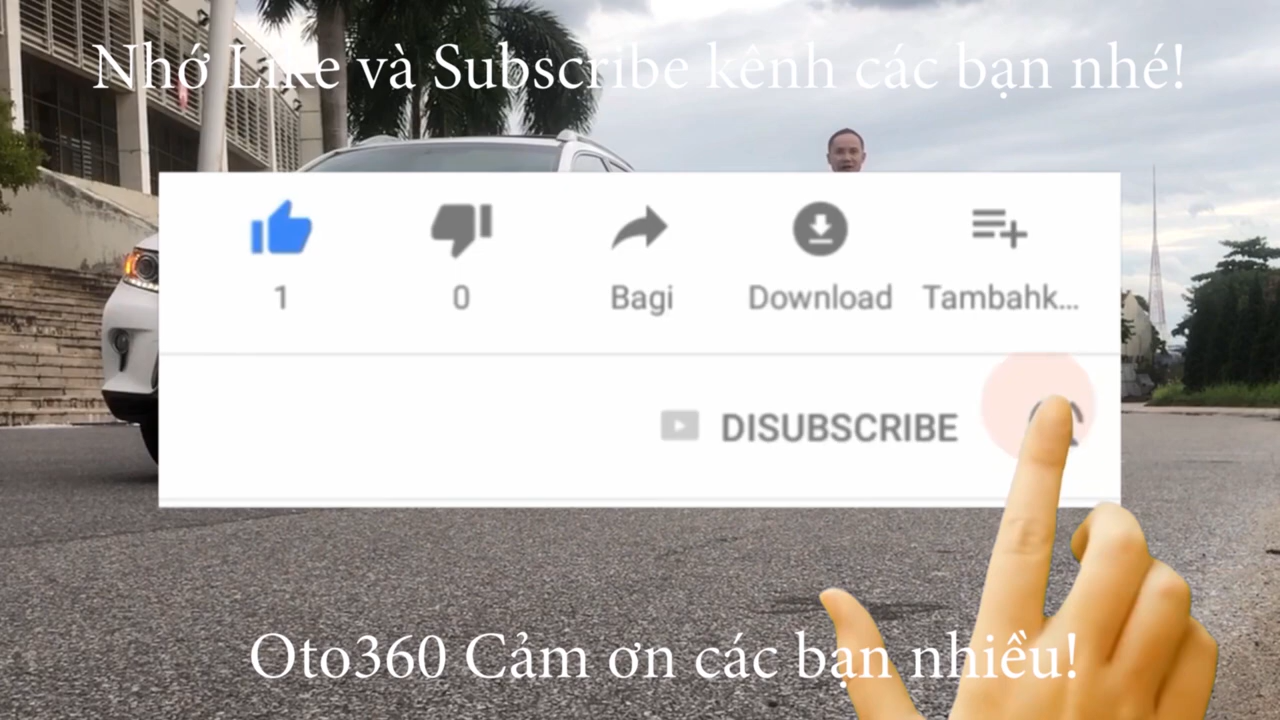 Nhớ Like và Subscribe kênh các bạn nhé!
1 0 Bagi Download Tambahk...
DISUBSCRIBE
Oto360 Cảm ơn các bạn nhiều!